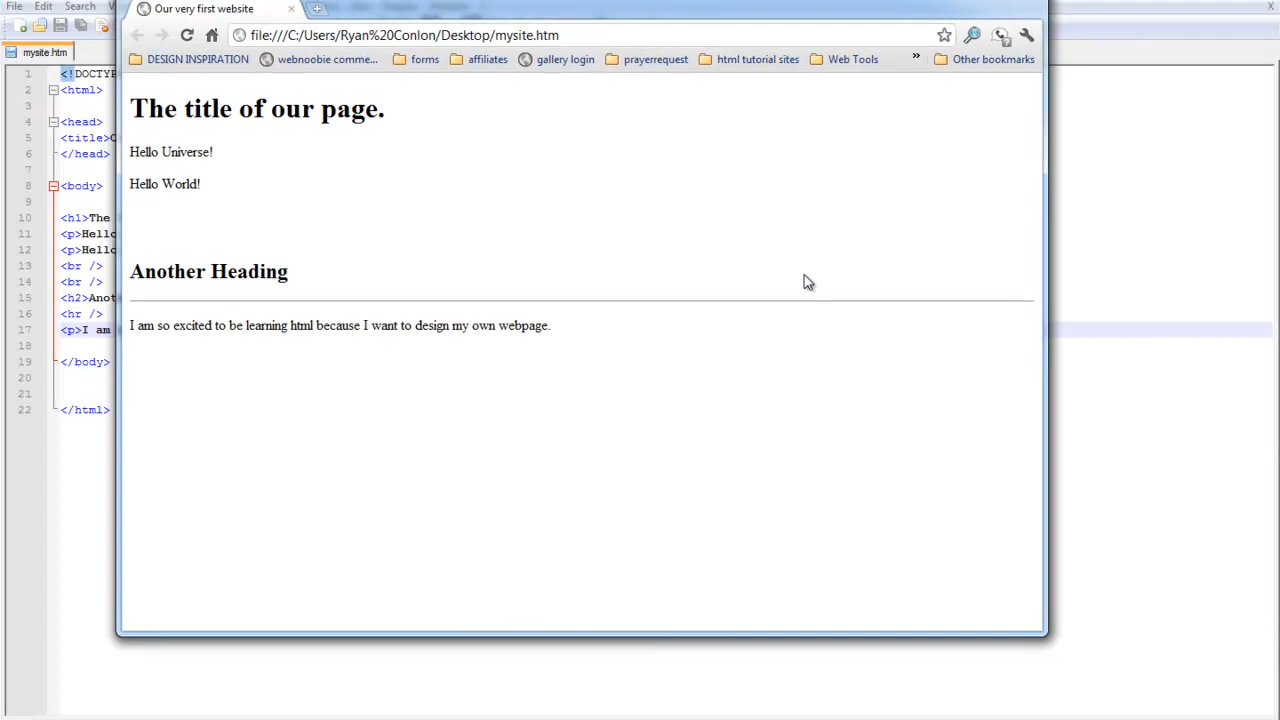 File Edit Search
Our very first website
file:///C:/Users/Ryan%20Conlon/Desktop/mysite.htm
DESIGN INSPIRATION webnoobie comme... forms affiliates gallery login prayerrequest html tutorial sites Web Tools » Other bookmarks
mysite.htm
The title of our page.
Hello Universe!
Hello World!
Another Heading
I am so excited to be learning html because I want to design my own webpage.
1 <!DOCTYP
2 <html>
3
4 <head>
5 <title>
6 </head>
7
8 <body>
9
10 <h1>The
11 <p>Hello
12 <p>Hello
13 <br />
14 <br />
15 <h2>Anot
16 <hr />
17 <p>I am
18
19 </body>
20
21
22 </html>